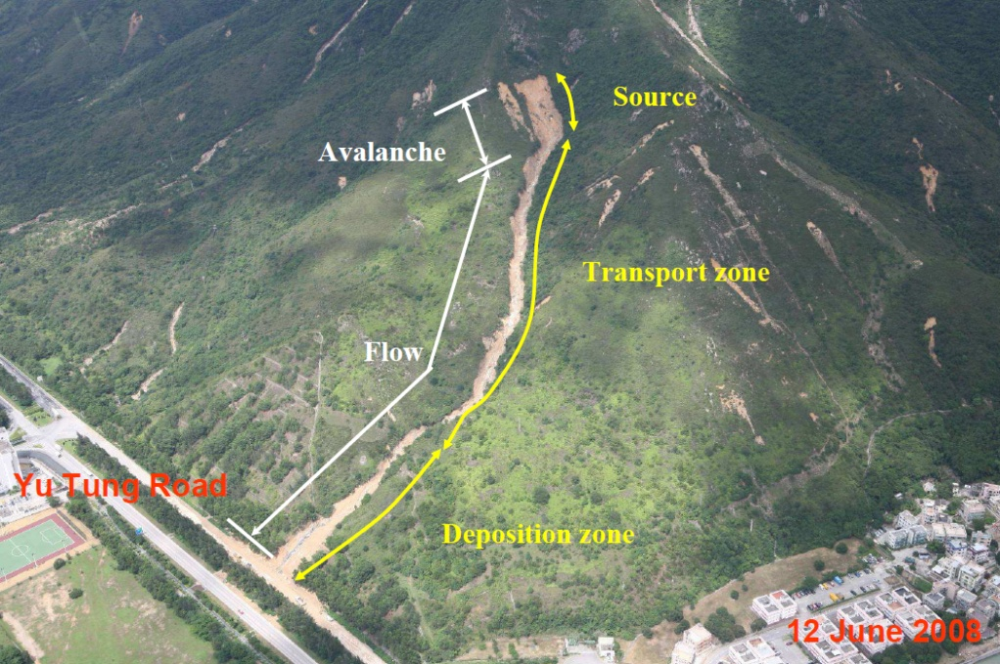 Source
Avalanche
Transport zone
Flow
Yu Tung Road
Deposition zone
12 June 2008